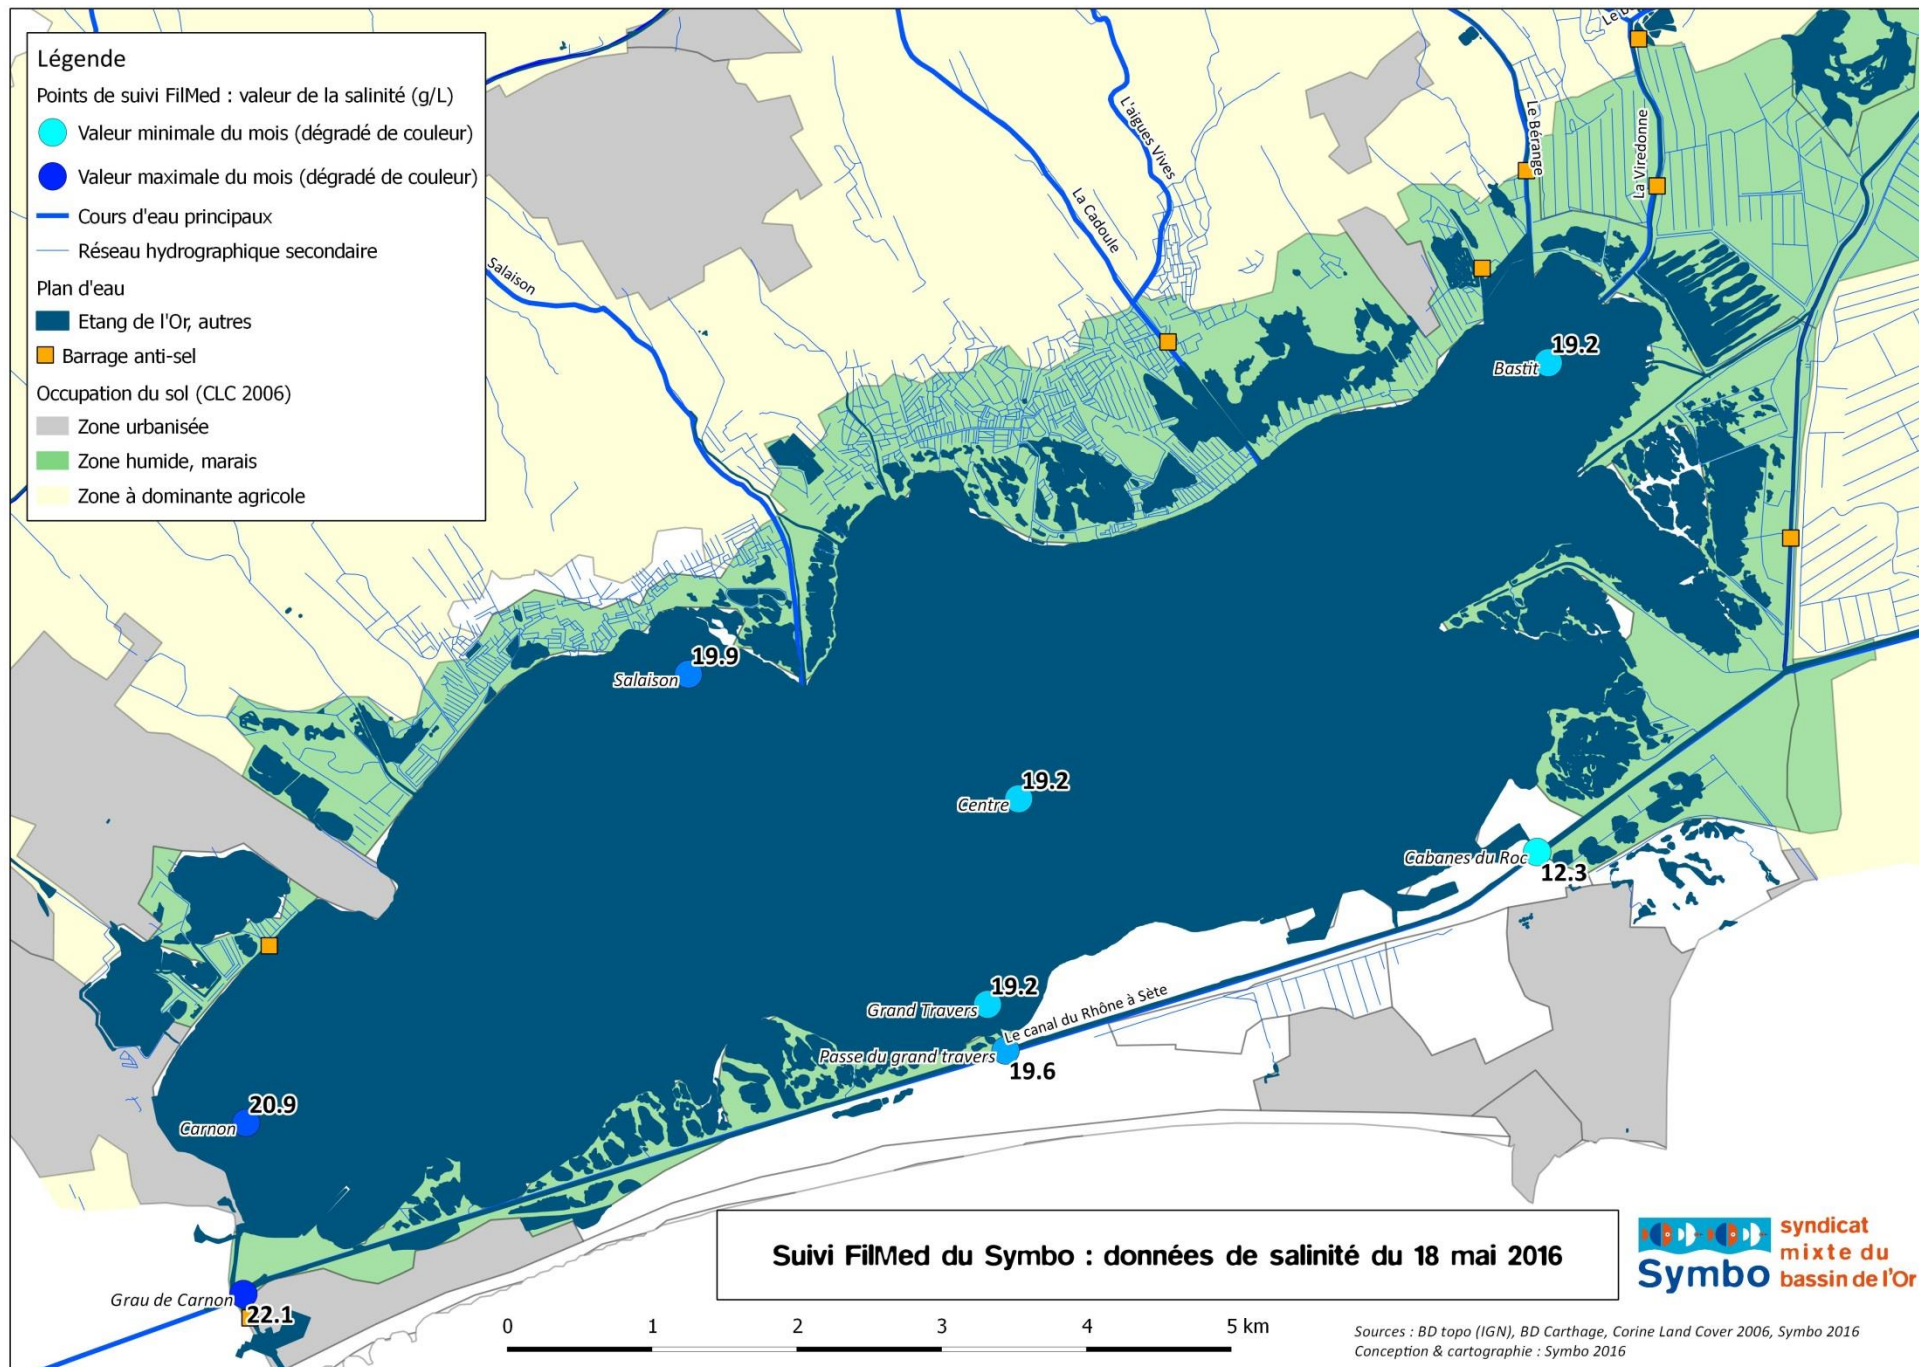 Légende
Points de suivi FilMed : valeur de la salinité (g/L)
Valeur minimale du mois (dégradé de couleur)
Valeur maximale du mois (dégradé de couleur)
Cours d'eau principaux
Réseau hydrographique secondaire
Plan d'eau
Etang de l'Or, autres
Barrage anti-sel
Occupation du sol (CLC 2006)
Zone urbanisée
Zone humide, marais
Zone à dominante agricole
Salaison
La Cadoule
L'aigues Vives
Le Bérange
La Viredonne
19.2
Bastit
19.9
Salaison
19.2
Centre
Cabanes du Roc
12.3
19.2
Grand Travers
Le canal du Rhône à Sète
Passe du grand travers
19.6
20.9
Carnon
Grau de Carnon
22.1
Suivi FilMed du Symbo : données de salinité du 18 mai 2016
syndicat
mixte du
Symbo bassin de l'Or
0 1 2 3 4 5 km
Sources : BD topo (IGN), BD Carthage, Corine Land Cover 2006, Symbo 2016
Conception & cartographie : Symbo 2016